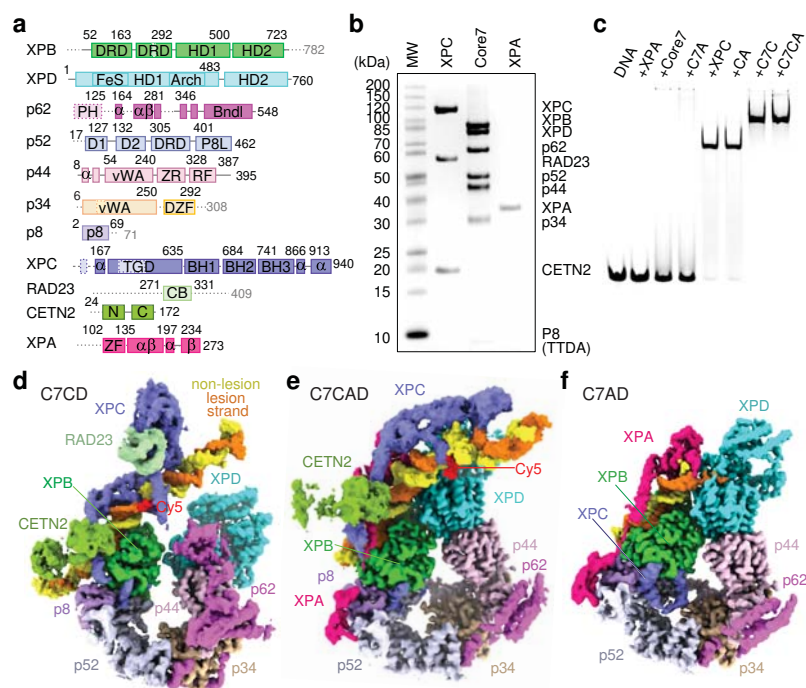 a
52 163 292 500 723
XPB DRD DRD HD1 HD2 782
1 483
XPD FeS HD1 Arch HD2 760
125 164 281 346
p62 PH α αβ Bndl 548
17 127 132 305 401
p52 D1 D2 DRD P8L 462
8 54 240 328 387
p44 α vWA ZR RF 395
6 250 292
p34 vWA DZF 308
2 69
p8 p8 71
167 635 684 741 866 913
XPC α TGD BH1 BH2 BH3 α α 940
271 331
RAD23 CB 409
24
CETN2 N C 172
102 135 197 234
XPA ZF αβ α β 273
b
(kDa) MW XPC Core7 XPA
200
150
120
100
85
70
60
50
40
30
25
20
15
10
XPC
XPB
XPD
p62
RAD23
p52
p44
XPA
p34
CETN2
P8
(TTDA)
c
DNA +XPA +Core7 +C7A +XPC +CA +C7C +C7CA
d C7CD
non-lesion
lesion
strand
XPC
RAD23
XPB
XPD
Cy5
CETN2
p8
p44
p62
p52
p34
e C7CAD
XPC
CETN2
Cy5
XPD
XPB
p44
p8
p62
XPA
p52
p34
f C7AD
XPD
XPA
XPB
XPC
p44
p62
p8
p52
p34